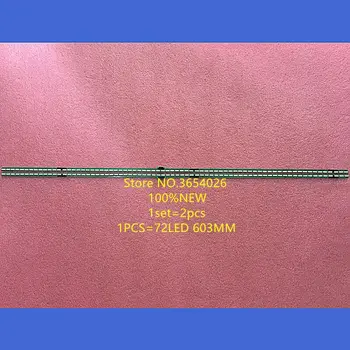 Store NO.3654026
100%NEW
1set=2pcs
1PCS=72LED 603MM